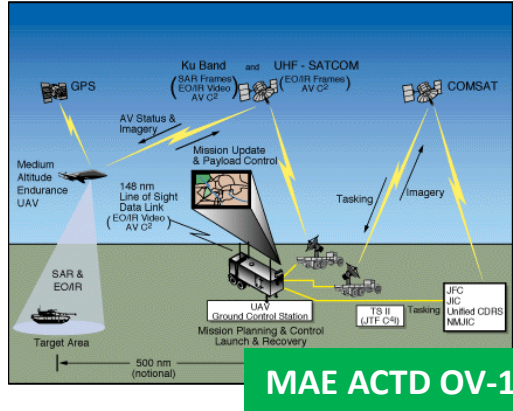 Ku Band and UHF - SATCOM
(SAR Frames
EO/IR Video
AV C²)
(EO/IR Frames
AV C²)
GPS
COMSAT
AV Status &
Imagery
Mission Update
& Payload Control
Medium
Altitude
Endurance
UAV
148 nm
Line of Sight
Data Link
(EO/IR Video
AV C²)
Tasking
Imagery
SAR &
EO/IR
UAV
Ground Control Station
Mission Planning & Control
Launch & Recovery
TS II
(JTF C⁴I)
Tasking
JFC
JIC
Unified CDRS
NMJIC
Target Area
500 nm
(notional)
MAE ACTD OV-1